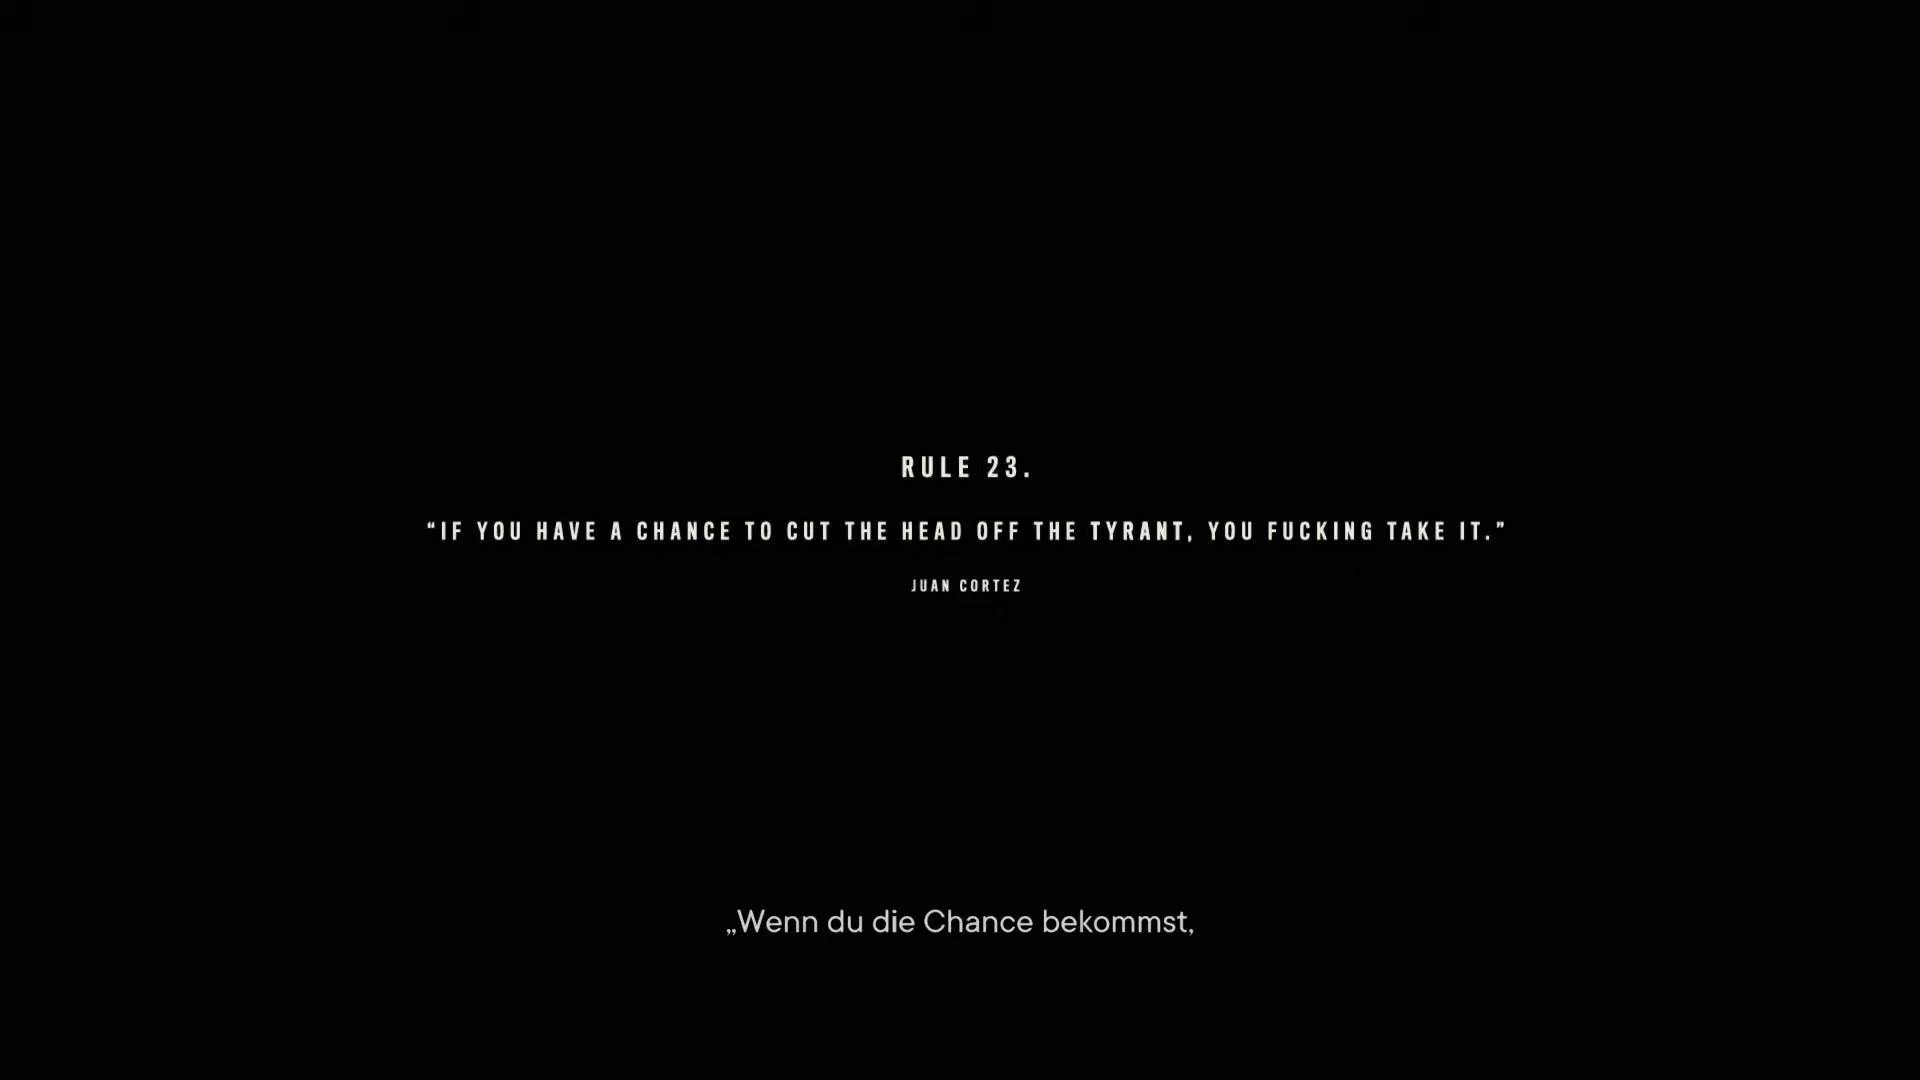 RULE 23.
“IF YOU HAVE A CHANCE TO CUT THE HEAD OFF THE TYRANT, YOU FUCKING TAKE IT.”
JUAN CORTEZ
„Wenn du die Chance bekommst,